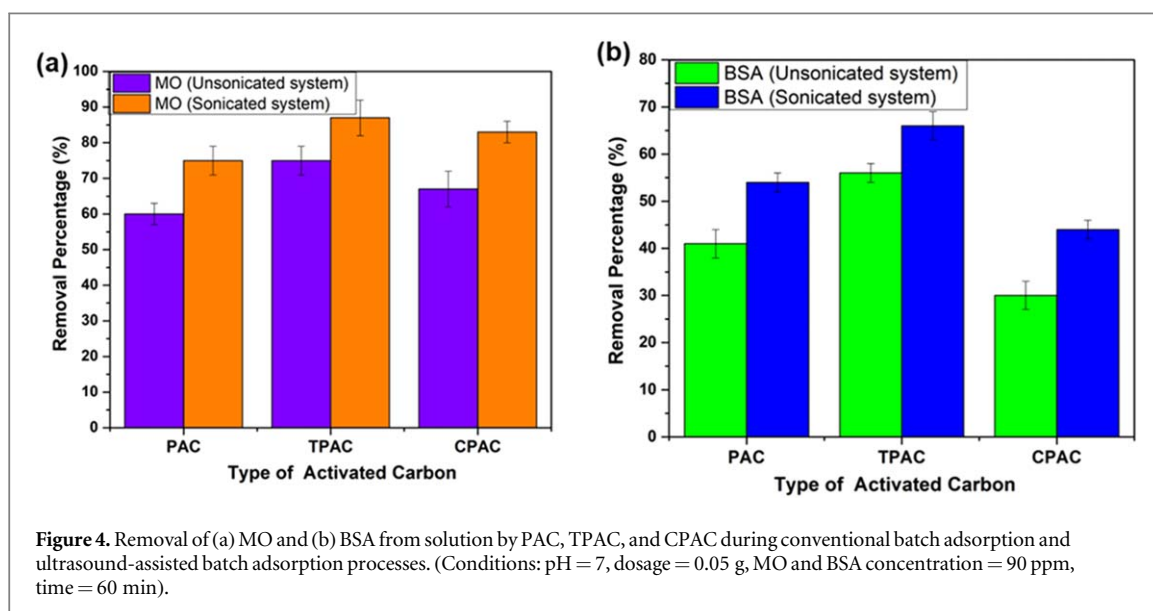 (a)
MO (Unsonicated system)
MO (Sonicated system)
100
90
80
70
60
50
40
30
20
10
0
Removal Percentage (%)
PAC TPAC CPAC
Type of Activated Carbon
(b)
BSA (Unsonicated system)
BSA (Sonicated system)
80
70
60
50
40
30
20
10
0
Removal Percentage (%)
PAC TPAC CPAC
Type of Activated Carbon
Figure 4. Removal of (a) MO and (b) BSA from solution by PAC, TPAC, and CPAC during conventional batch adsorption and
ultrasound-assisted batch adsorption processes. (Conditions: pH = 7, dosage = 0.05 g, MO and BSA concentration = 90 ppm,
time = 60 min).